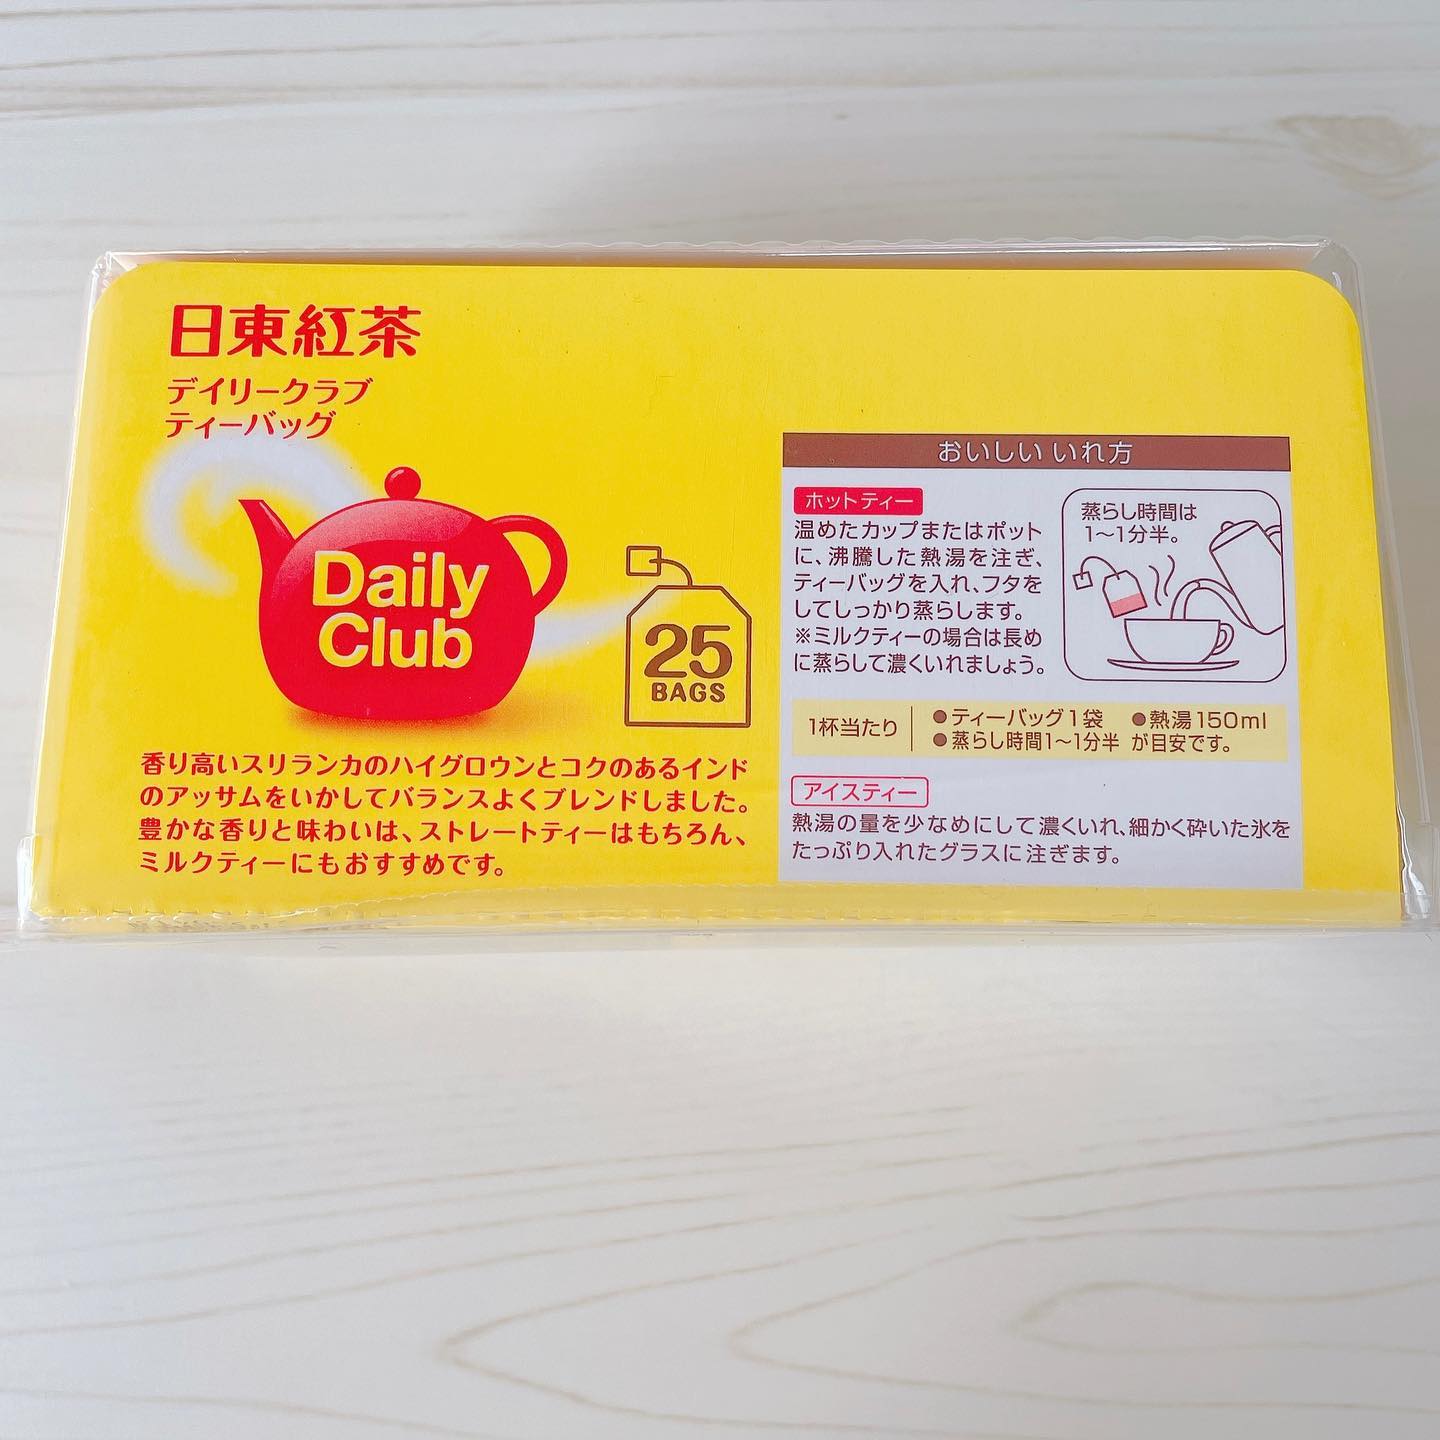 日東紅茶
デイリークラブ
ティーバッグ
Daily
Club
25
BAGS
香り高いスリランカのハイグロウンとコクのあるインド
のアッサムをいかしてバランスよくブレンドしました。
豊かな香りと味わいは、ストレートティーはもちろん、
ミルクティーにもおすすめです。
おいしい いれ方
ホットティー
温めたカップまたはポット
に、沸騰した熱湯を注ぎ、
ティーバッグを入れ、フタを
してしっかり蒸らします。
※ミルクティーの場合は長め
に蒸らして濃くいれましょう。
蒸らし時間は
1〜1分半。
1杯当たり
●ティーバッグ1袋 ●熱湯150ml
●蒸らし時間1〜1分半 が目安です。
アイスティー
熱湯の量を少なめにして濃くいれ、細かく砕いた氷を
たっぷり入れたグラスに注ぎます。